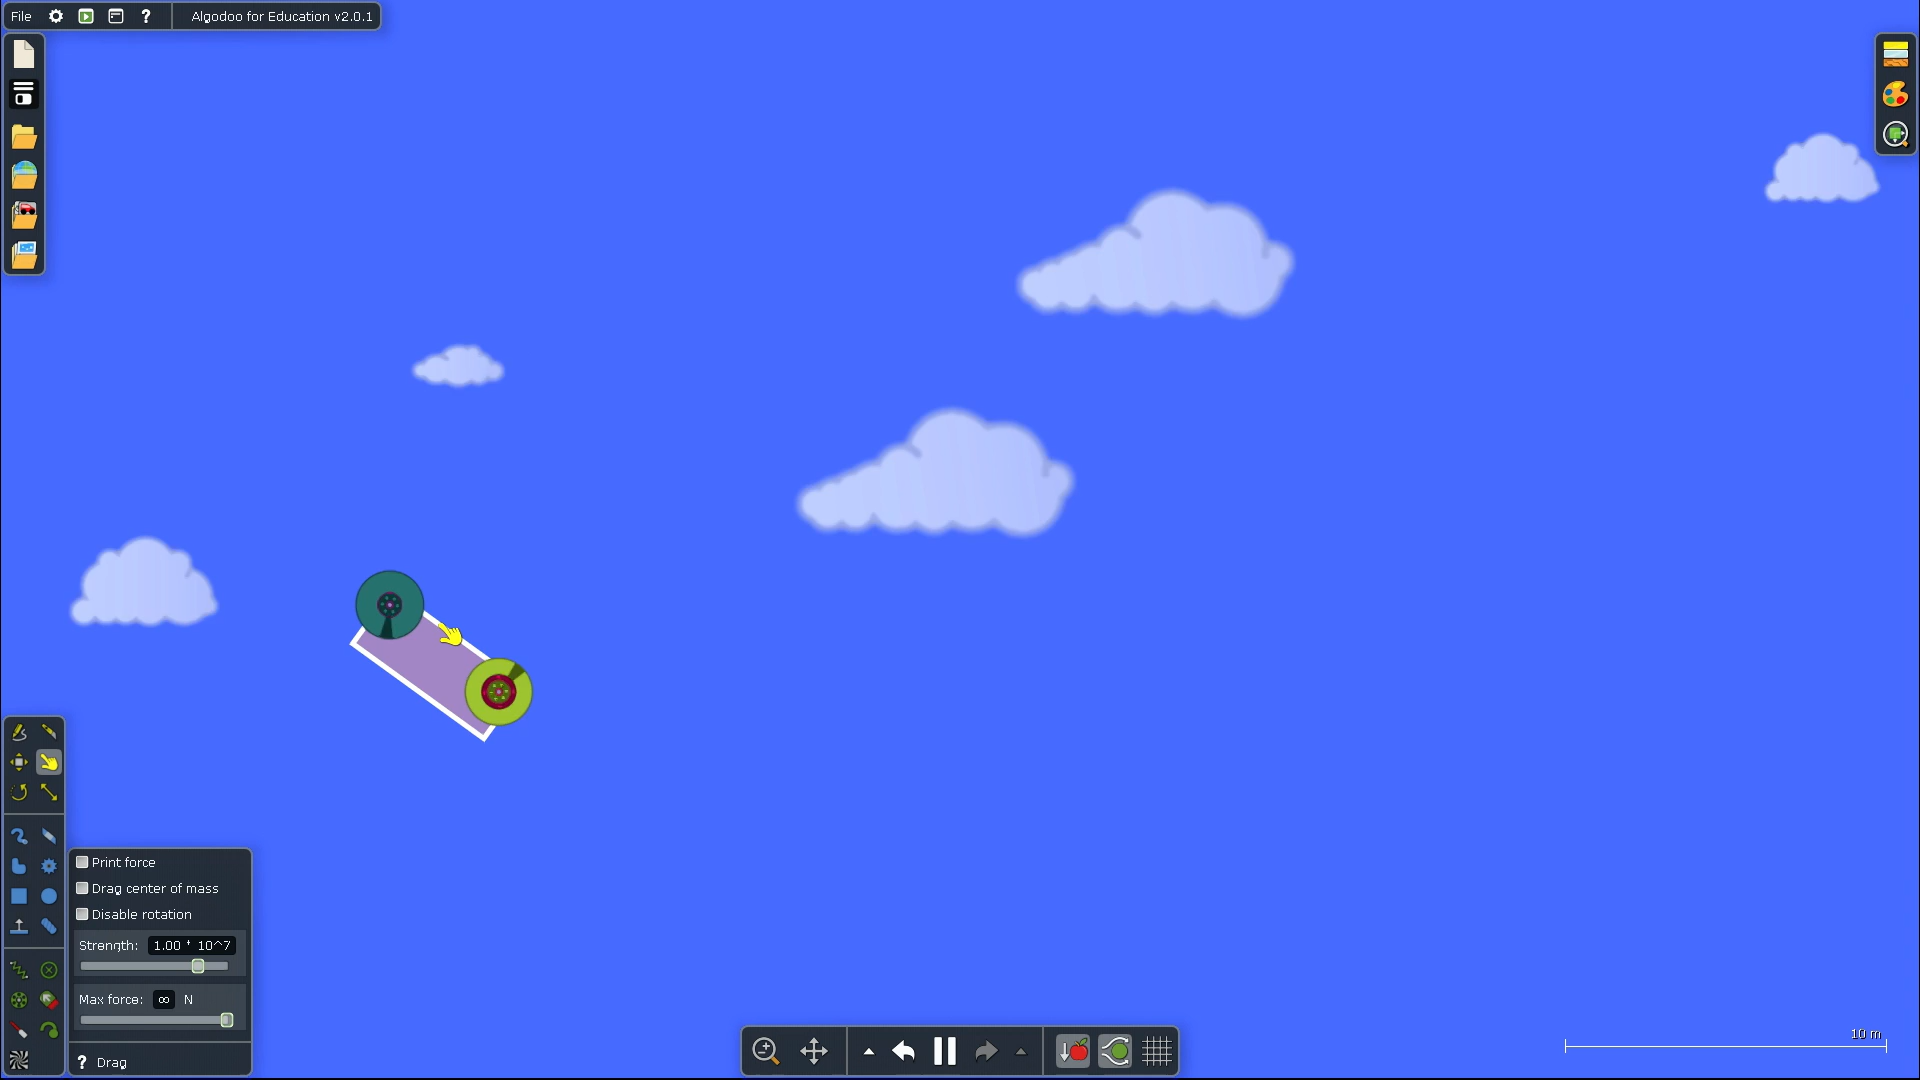 File ? Algodoo for Education v2.0.1
Print force
Drag center of mass
Disable rotation
Strength: 1.00 * 10^7
Max force: ∞ N
? Drag
10 m